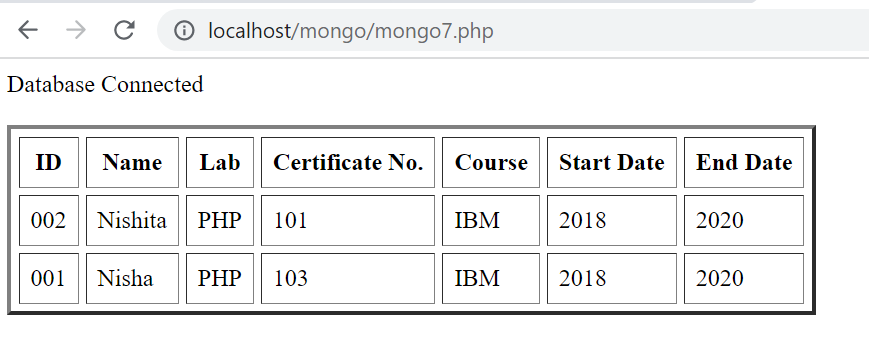 localhost/mongo/mongo7.php
Database Connected
ID Name Lab Certificate No. Course Start Date End Date
002 Nishita PHP 101 IBM 2018 2020
001 Nisha PHP 103 IBM 2018 2020